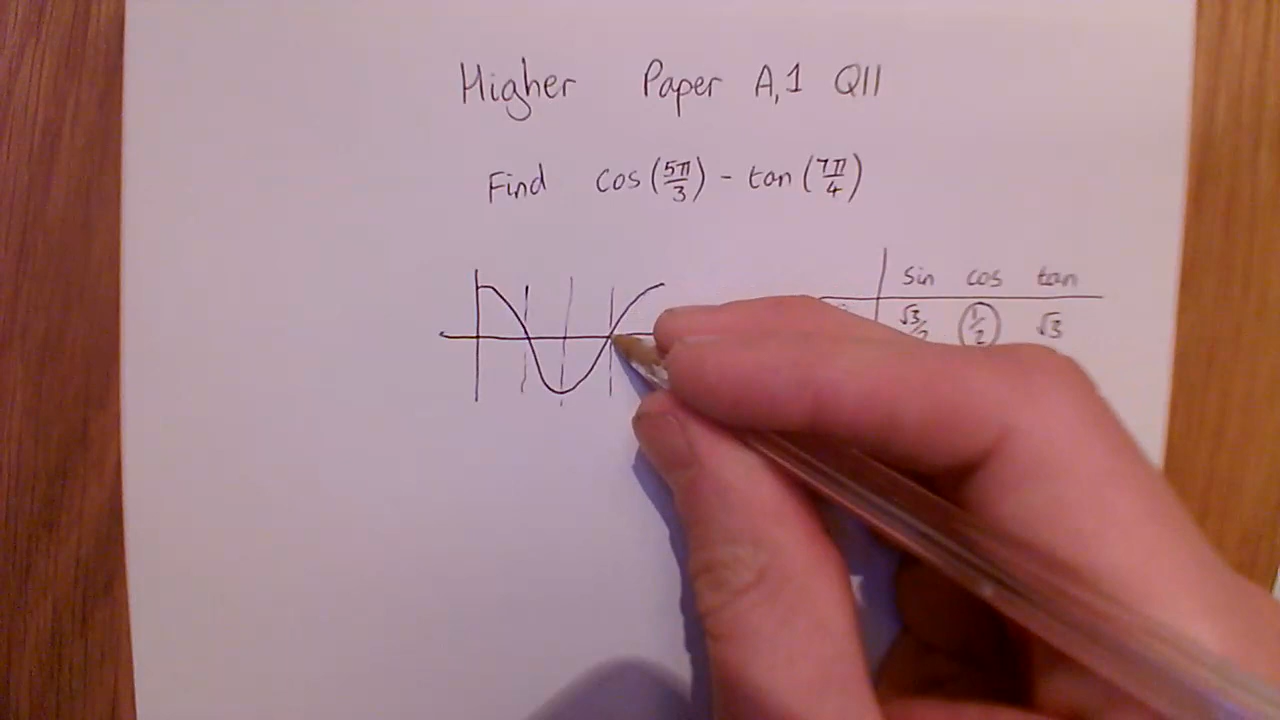 Higher Paper A,1 Q11
Find cos(5π/3) - tan(7π/4)
sin cos tan
√3/2 1/2 √3